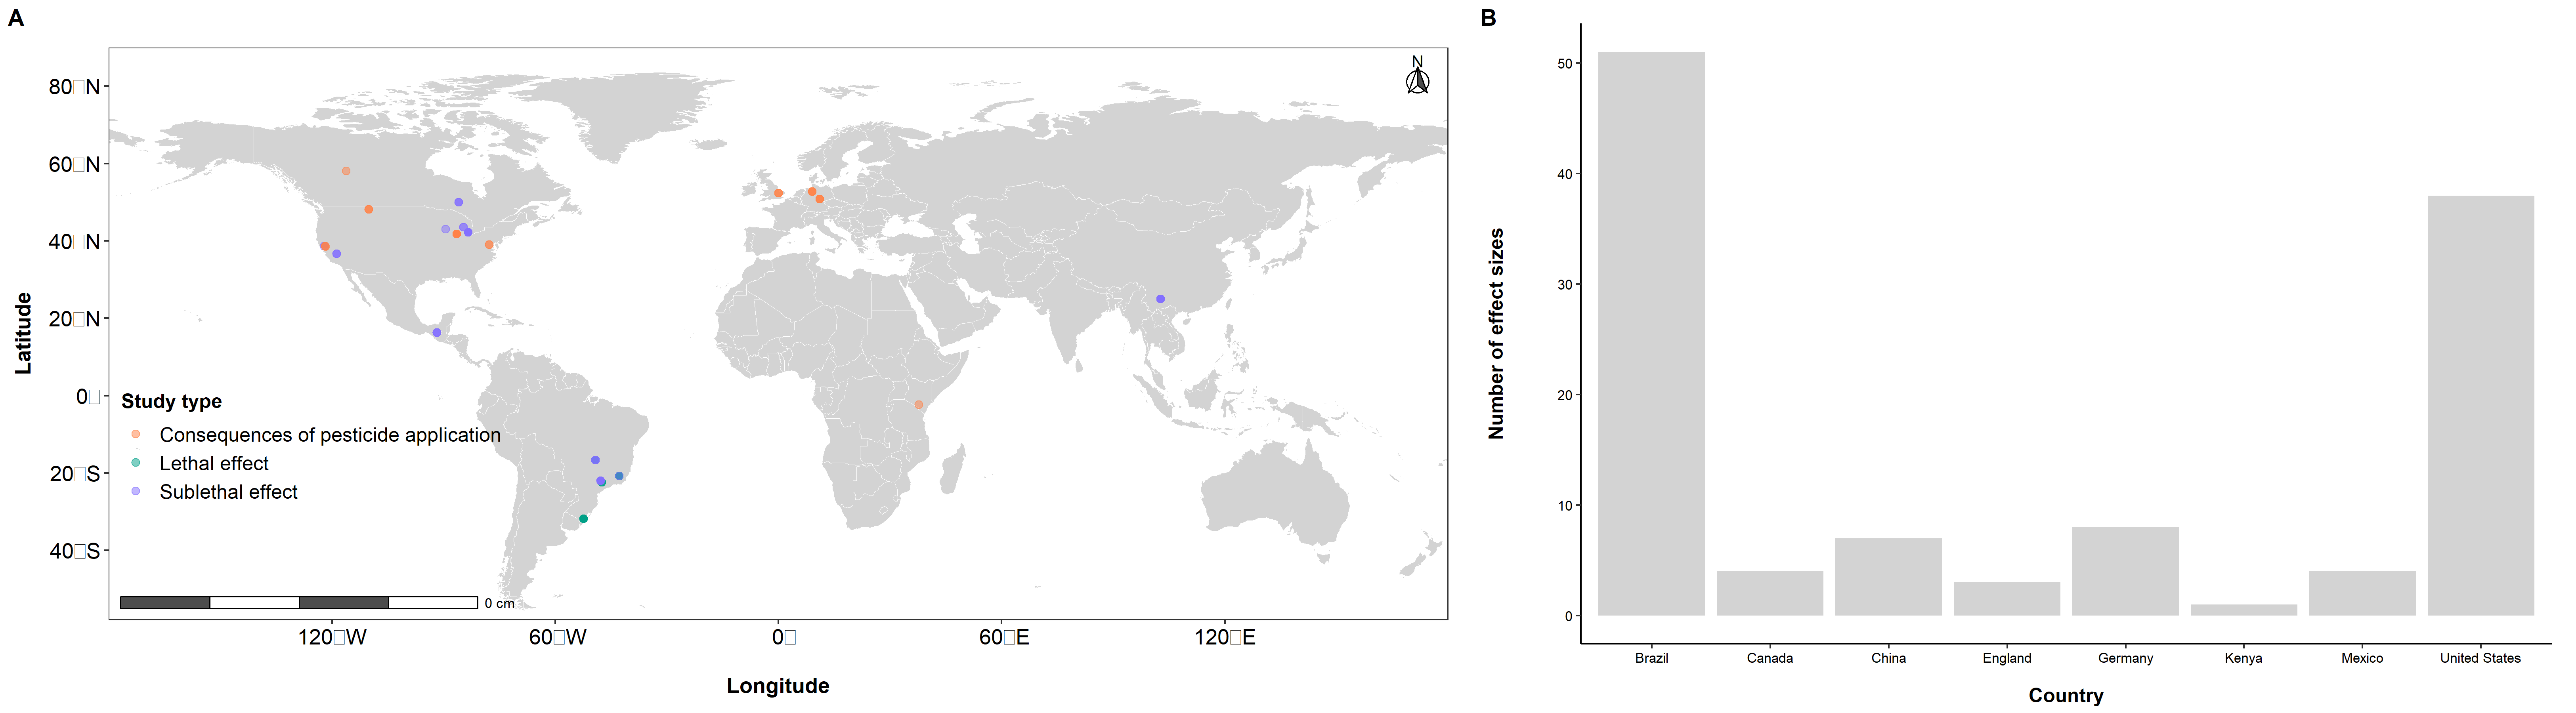 A
N
80□N
60□N
40□N
20□N
0□
20□S
40□S
Latitude
Study type
Consequences of pesticide application
Lethal effect
Sublethal effect
0 cm
120□W
60□W
0□
60□E
120□E
Longitude
B
50
40
30
20
10
0
Number of effect sizes
Brazil
Canada
China
England
Germany
Kenya
Mexico
United States
Country